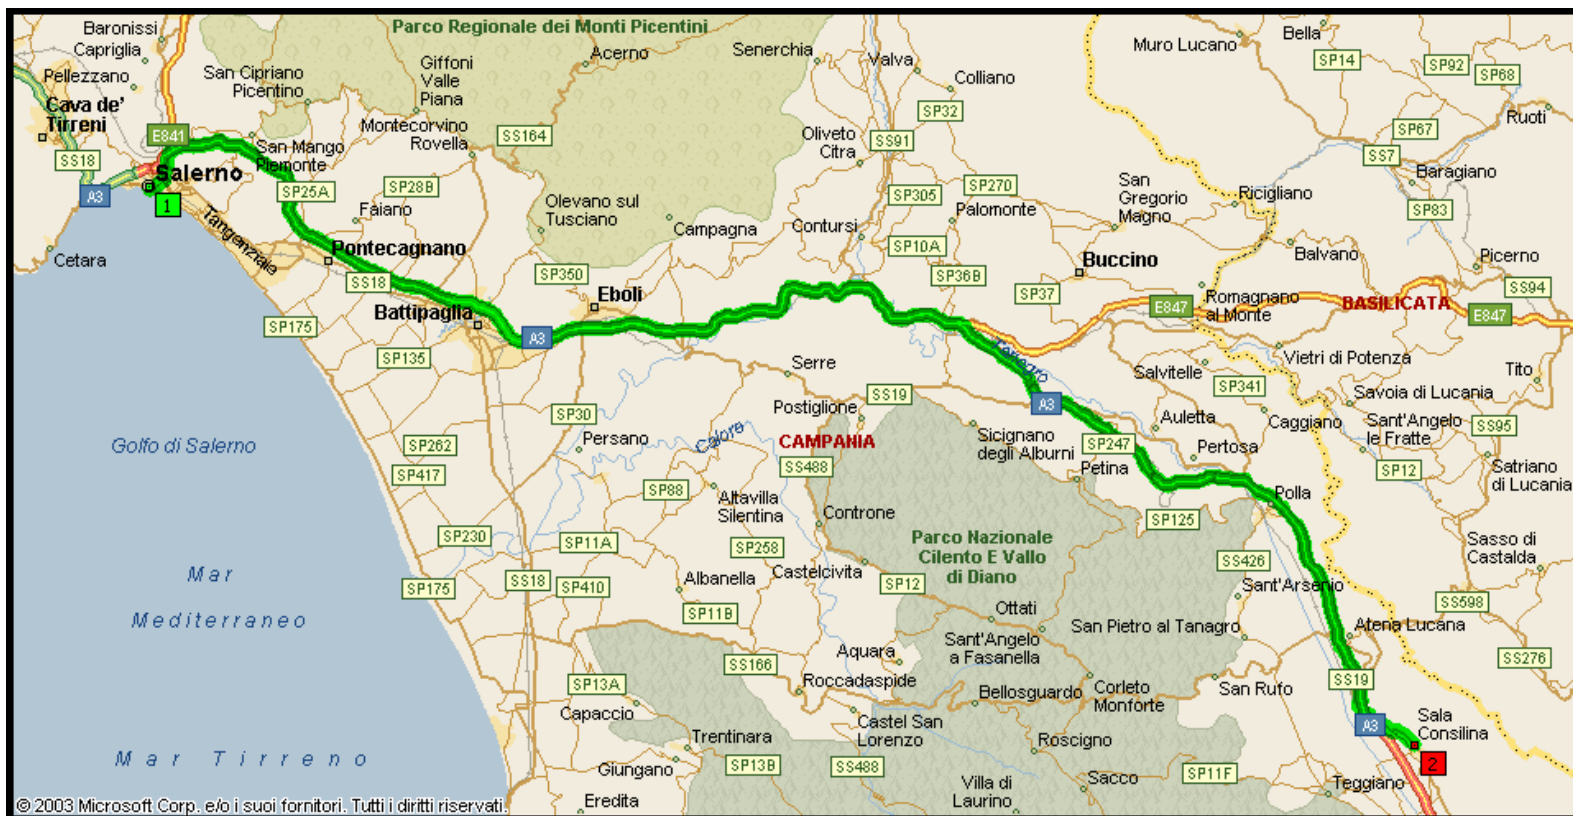 Baronissi
Capriglia
Pellezzano
Cava de'
Tirreni
San Cipriano
Picentino
Parco Regionale dei Monti Picentini
Acerno
Giffoni
Valle
Piana
Montecorvino
Rovella
Senerchia
Valva
Colliano
Muro Lucano
Bella
SP14
SP92
SP68
Ruoti
SP32
SP67
SS7
Baragiano
SP83
E841
SS18
San Mango
Piemonte
SS164
Oliveto
Citra
SS91
Salerno
A3
1
SP25A
SP28B
Faiano
Olevano sul
Tusciano
Campagna
Contursi
SP305
SP270
Palomonte
San
Gregorio
Magno
Ricigliano
SP10A
Tangenziale
Cetara
Pontecagnano
SS18
SP350
Eboli
SP36B
Buccino
SP37
Balvano
Picerno
SS94
Romagnano
al Monte
E847
BASILICATA
E847
Battipaglia
A3
SP175
SP135
Serre
Tanagro
Salvitelle
Vietri di Potenza
Tito
SP341
Savoia di Lucania
Postiglione
SS19
A3
Auletta
Caggiano
Sant'Angelo
le Fratte
SS95
SP30
Persano
Calore
CAMPANIA
Sicignano
degli Alburni
SP247
Pertosa
Petina
SP12
Satriano
di Lucania
Golfo di Salerno
SP262
SP417
SS488
SP88
Altavilla
Silentina
Controne
Polla
SP125
Parco Nazionale
Cilento E Vallo
di Diano
SP230
SP11A
SP258
Castelcivita
SP12
SS426
Sasso di
Castalda
Mar
Mediterraneo
SP175
SS18
SP410
Albanella
SP11B
Sant'Arsenio
SS598
Ottati
San Pietro al Tanagro
Atena Lucana
Sant'Angelo
a Fasanella
Aquara
SS166
SS276
SP13A
Roccadaspide
Bellosguardo
Corleto
Monforte
San Rufo
SS19
Capaccio
Castel San
Lorenzo
A3
Sala
Consilina
Trentinara
Roscigno
Mar Tirreno
Giungano
SP13B
SS488
Sacco
SP11F
2
Teggiano
Villa di
Laurino
Eredita
© 2003 Microsoft Corp. e/o i suoi fornitori. Tutti i diritti riservati.